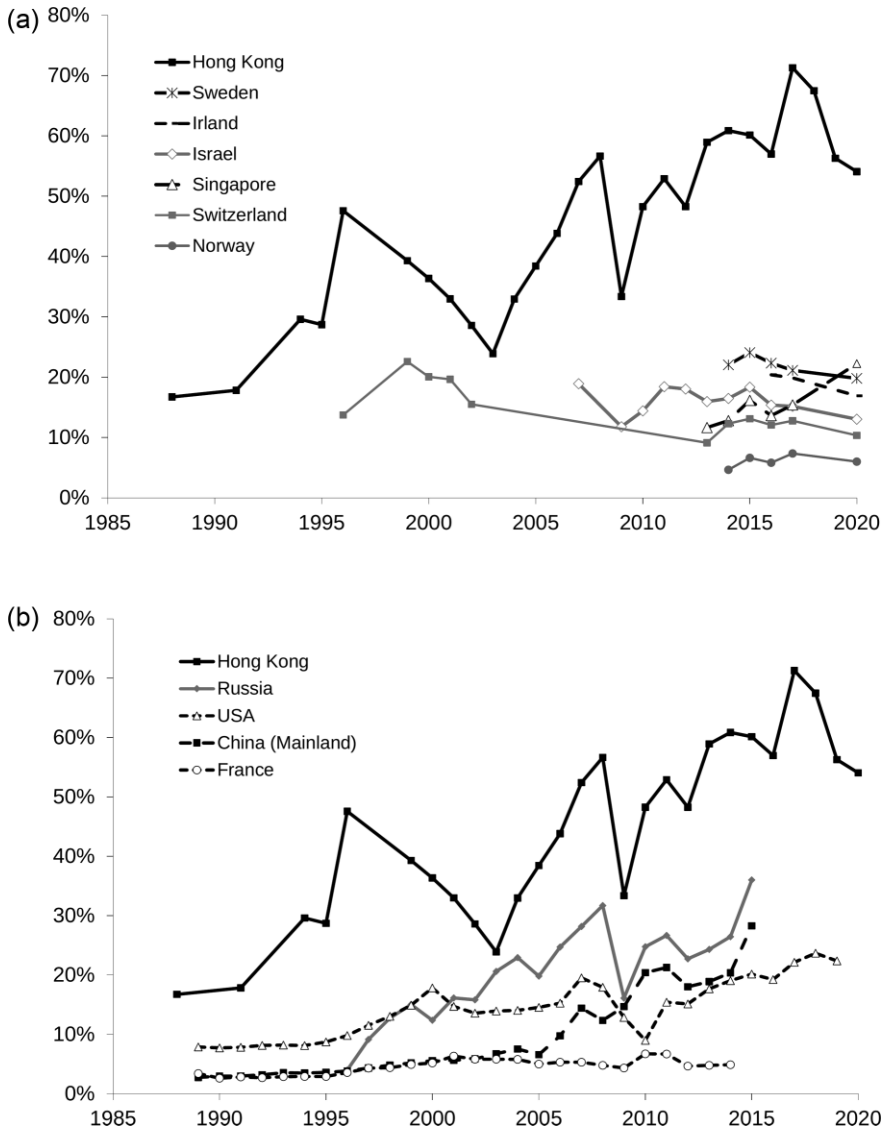 (a)
80%
70%
60%
50%
40%
30%
20%
10%
0%
Hong Kong
Sweden
Irland
Israel
Singapore
Switzerland
Norway
1985 1990 1995 2000 2005 2010 2015 2020
(b)
80%
70%
60%
50%
40%
30%
20%
10%
0%
Hong Kong
Russia
USA
China (Mainland)
France
1985 1990 1995 2000 2005 2010 2015 2020